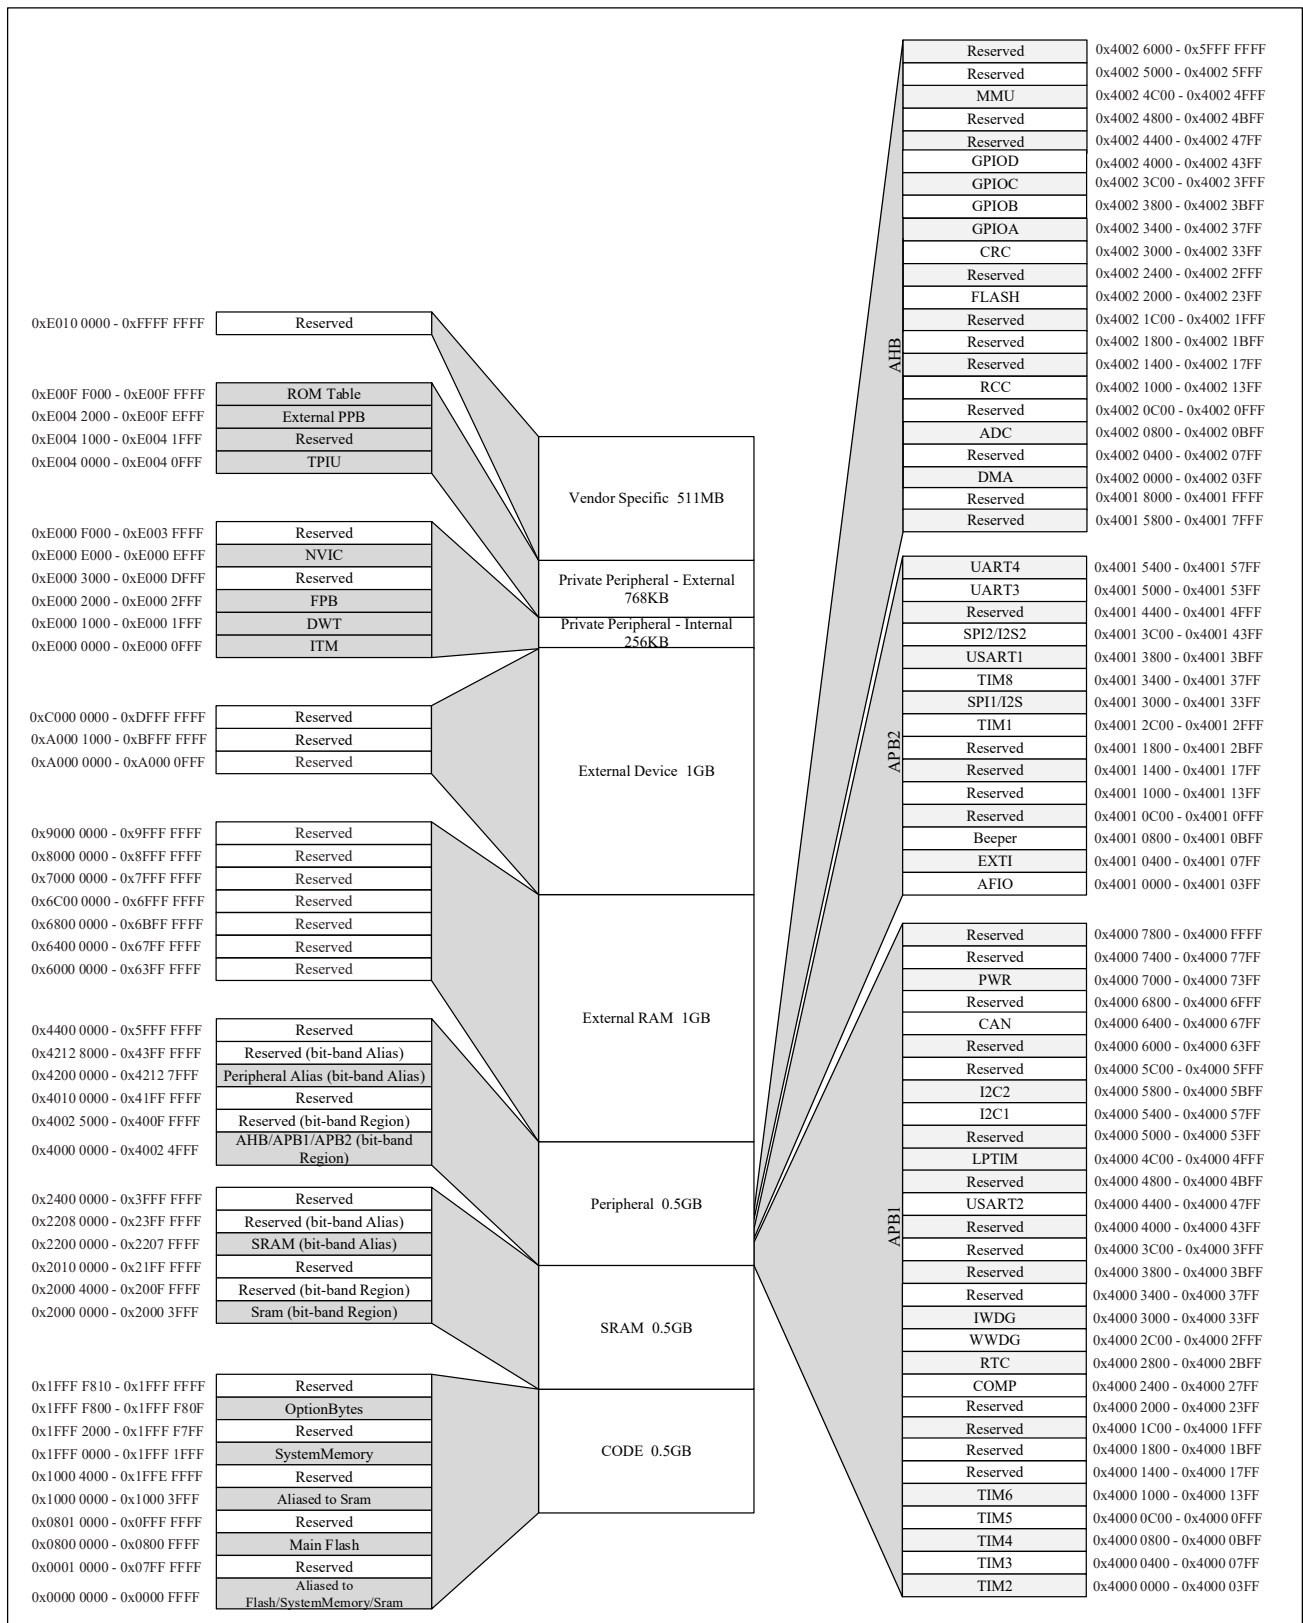 0xE010 0000 - 0xFFFF FFFF Reserved
0xE00F F000 - 0xE00F FFFF ROM Table
0xE004 2000 - 0xE00F EFFF External PPB
0xE004 1000 - 0xE004 1FFF Reserved
0xE004 0000 - 0xE004 0FFF TPIU
0xE000 F000 - 0xE003 FFFF Reserved
0xE000 E000 - 0xE000 EFFF NVIC
0xE000 3000 - 0xE000 DFFF Reserved
0xE000 2000 - 0xE000 2FFF FPB
0xE000 1000 - 0xE000 1FFF DWT
0xE000 0000 - 0xE000 0FFF ITM
0xC000 0000 - 0xDFFF FFFF Reserved
0xA000 1000 - 0xBFFF FFFF Reserved
0xA000 0000 - 0xA000 0FFF Reserved
0x9000 0000 - 0x9FFF FFFF Reserved
0x8000 0000 - 0x8FFF FFFF Reserved
0x7000 0000 - 0x7FFF FFFF Reserved
0x6C00 0000 - 0x6FFF FFFF Reserved
0x6800 0000 - 0x6BFF FFFF Reserved
0x6400 0000 - 0x67FF FFFF Reserved
0x6000 0000 - 0x63FF FFFF Reserved
0x4400 0000 - 0x5FFF FFFF Reserved
0x4212 8000 - 0x43FF FFFF Reserved (bit-band Alias)
0x4200 0000 - 0x4212 7FFF Peripheral Alias (bit-band Alias)
0x4010 0000 - 0x41FF FFFF Reserved
0x4002 5000 - 0x400F FFFF Reserved (bit-band Region)
0x4000 0000 - 0x4002 4FFF AHB/APB1/APB2 (bit-band
Region)
0x2400 0000 - 0x3FFF FFFF Reserved
0x2208 0000 - 0x23FF FFFF Reserved (bit-band Alias)
0x2200 0000 - 0x2207 FFFF SRAM (bit-band Alias)
0x2010 0000 - 0x21FF FFFF Reserved
0x2000 4000 - 0x200F FFFF Reserved (bit-band Region)
0x2000 0000 - 0x2000 3FFF Sram (bit-band Region)
0x1FFF F810 - 0x1FFF FFFF Reserved
0x1FFF F800 - 0x1FFF F80F OptionBytes
0x1FFF 2000 - 0x1FFF F7FF Reserved
0x1FFF 0000 - 0x1FFF 1FFF SystemMemory
0x1000 4000 - 0x1FFE FFFF Reserved
0x1000 0000 - 0x1000 3FFF Aliased to Sram
0x0801 0000 - 0x0FFF FFFF Reserved
0x0800 0000 - 0x0800 FFFF Main Flash
0x0001 0000 - 0x07FF FFFF Reserved
0x0000 0000 - 0x0000 FFFF Aliased to
Flash/SystemMemory/Sram
Vendor Specific 511MB
Private Peripheral - External
768KB
Private Peripheral - Internal
256KB
External Device 1GB
External RAM 1GB
Peripheral 0.5GB
SRAM 0.5GB
CODE 0.5GB
AHB
Reserved 0x4002 6000 - 0x5FFF FFFF
Reserved 0x4002 5000 - 0x4002 5FFF
MMU 0x4002 4C00 - 0x4002 4FFF
Reserved 0x4002 4800 - 0x4002 4BFF
Reserved 0x4002 4400 - 0x4002 47FF
GPIOD 0x4002 4000 - 0x4002 43FF
GPIOC 0x4002 3C00 - 0x4002 3FFF
GPIOB 0x4002 3800 - 0x4002 3BFF
GPIOA 0x4002 3400 - 0x4002 37FF
CRC 0x4002 3000 - 0x4002 33FF
Reserved 0x4002 2400 - 0x4002 2FFF
FLASH 0x4002 2000 - 0x4002 23FF
Reserved 0x4002 1C00 - 0x4002 1FFF
Reserved 0x4002 1800 - 0x4002 1BFF
Reserved 0x4002 1400 - 0x4002 17FF
RCC 0x4002 1000 - 0x4002 13FF
Reserved 0x4002 0C00 - 0x4002 0FFF
ADC 0x4002 0800 - 0x4002 0BFF
Reserved 0x4002 0400 - 0x4002 07FF
DMA 0x4002 0000 - 0x4002 03FF
Reserved 0x4001 8000 - 0x4001 FFFF
Reserved 0x4001 5800 - 0x4001 7FFF
APB2
UART4 0x4001 5400 - 0x4001 57FF
UART3 0x4001 5000 - 0x4001 53FF
Reserved 0x4001 4400 - 0x4001 4FFF
SPI2/I2S2 0x4001 3C00 - 0x4001 43FF
USART1 0x4001 3800 - 0x4001 3BFF
TIM8 0x4001 3400 - 0x4001 37FF
SPI1/I2S 0x4001 3000 - 0x4001 33FF
TIM1 0x4001 2C00 - 0x4001 2FFF
Reserved 0x4001 1800 - 0x4001 2BFF
Reserved 0x4001 1400 - 0x4001 17FF
Reserved 0x4001 1000 - 0x4001 13FF
Reserved 0x4001 0C00 - 0x4001 0FFF
Beeper 0x4001 0800 - 0x4001 0BFF
EXTI 0x4001 0400 - 0x4001 07FF
AFIO 0x4001 0000 - 0x4001 03FF
APB1
Reserved 0x4000 7800 - 0x4000 FFFF
Reserved 0x4000 7400 - 0x4000 77FF
PWR 0x4000 7000 - 0x4000 73FF
Reserved 0x4000 6800 - 0x4000 6FFF
CAN 0x4000 6400 - 0x4000 67FF
Reserved 0x4000 6000 - 0x4000 63FF
Reserved 0x4000 5C00 - 0x4000 5FFF
I2C2 0x4000 5800 - 0x4000 5BFF
I2C1 0x4000 5400 - 0x4000 57FF
Reserved 0x4000 5000 - 0x4000 53FF
LPTIM 0x4000 4C00 - 0x4000 4FFF
Reserved 0x4000 4800 - 0x4000 4BFF
USART2 0x4000 4400 - 0x4000 47FF
Reserved 0x4000 4000 - 0x4000 43FF
Reserved 0x4000 3C00 - 0x4000 3FFF
Reserved 0x4000 3800 - 0x4000 3BFF
Reserved 0x4000 3400 - 0x4000 37FF
IWDG 0x4000 3000 - 0x4000 33FF
WWDG 0x4000 2C00 - 0x4000 2FFF
RTC 0x4000 2800 - 0x4000 2BFF
COMP 0x4000 2400 - 0x4000 27FF
Reserved 0x4000 2000 - 0x4000 23FF
Reserved 0x4000 1C00 - 0x4000 1FFF
Reserved 0x4000 1800 - 0x4000 1BFF
Reserved 0x4000 1400 - 0x4000 17FF
TIM6 0x4000 1000 - 0x4000 13FF
TIM5 0x4000 0C00 - 0x4000 0FFF
TIM4 0x4000 0800 - 0x4000 0BFF
TIM3 0x4000 0400 - 0x4000 07FF
TIM2 0x4000 0000 - 0x4000 03FF